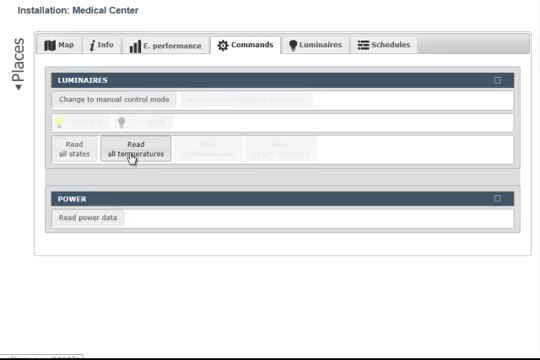 Installation: Medical Center
Places
Map
Info
E. performance
Commands
Luminaires
Schedules
LUMINAIRES
Change to manual control mode
Read
all states
Read
all temperatures
POWER
Read power data